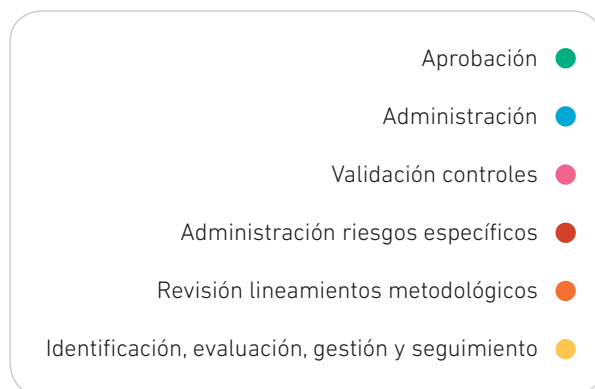 Aprobación
Administración
Validación controles
Administración riesgos específicos
Revisión lineamientos metodológicos
Identificación, evaluación, gestión y seguimiento